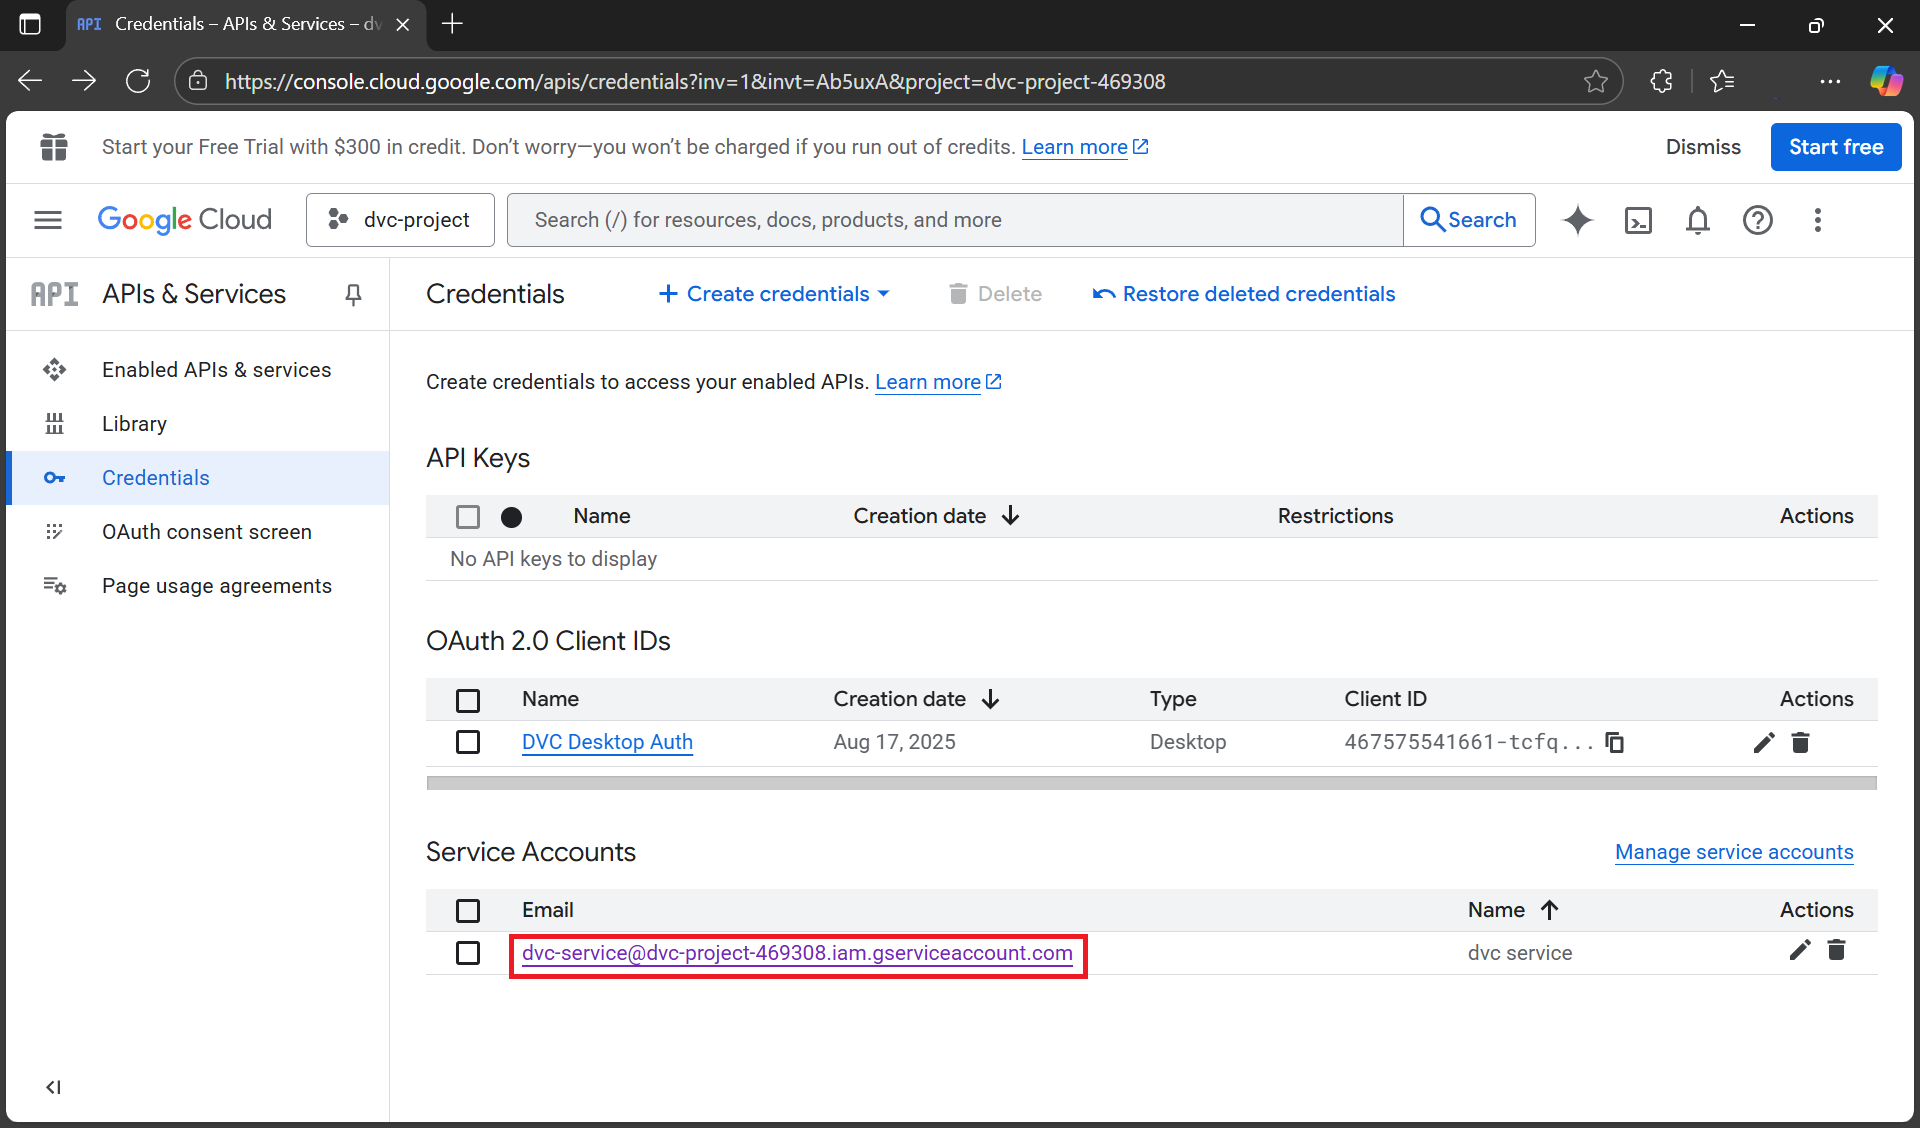 API Credentials – APIs & Services – dv
https://console.cloud.google.com/apis/credentials?inv=1&invt=Ab5uxA&project=dvc-project-469308
Start your Free Trial with $300 in credit. Don’t worry—you won’t be charged if you run out of credits. Learn more
Dismiss
Start free
Google Cloud
dvc-project
Search (/) for resources, docs, products, and more
Search
API APIs & Services
Credentials
Create credentials
Delete
Restore deleted credentials
Enabled APIs & services
Library
Credentials
OAuth consent screen
Page usage agreements
Create credentials to access your enabled APIs. Learn more
API Keys
Name Creation date Restrictions Actions
No API keys to display
OAuth 2.0 Client IDs
Name Creation date Type Client ID Actions
DVC Desktop Auth Aug 17, 2025 Desktop 467575541661-tcfq...
Service Accounts
Manage service accounts
Email Name Actions
dvc-service@dvc-project-469308.iam.gserviceaccount.com dvc service